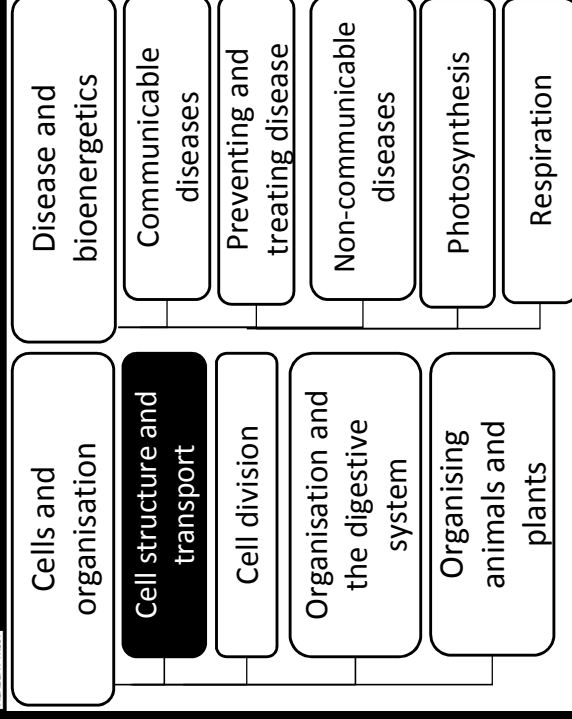 Cells and
organisation
Cell structure and
transport
Cell division
Organisation and
the digestive
system
Organising
animals and
plants
Disease and
bioenergetics
Communicable
diseases
Preventing and
treating disease
Non-communicable
diseases
Photosynthesis
Respiration